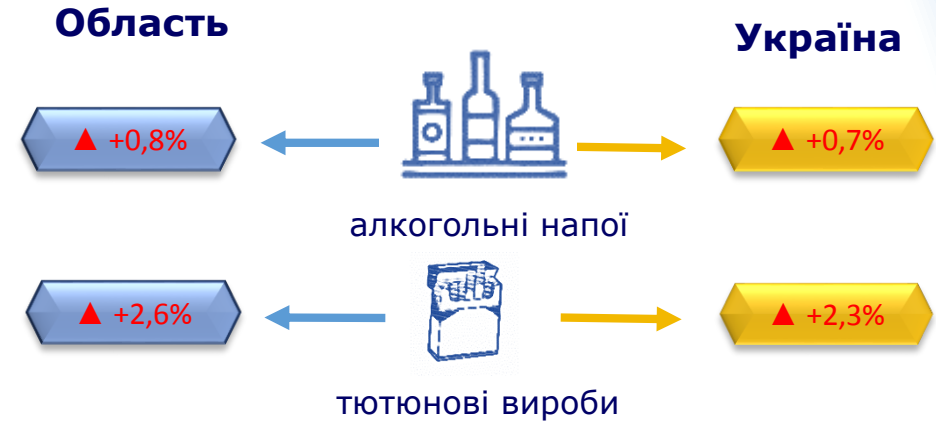 Область
Україна
▲ +0,8%
▲ +0,7%
алкогольні напої
▲ +2,6%
▲ +2,3%
тютюнові вироби